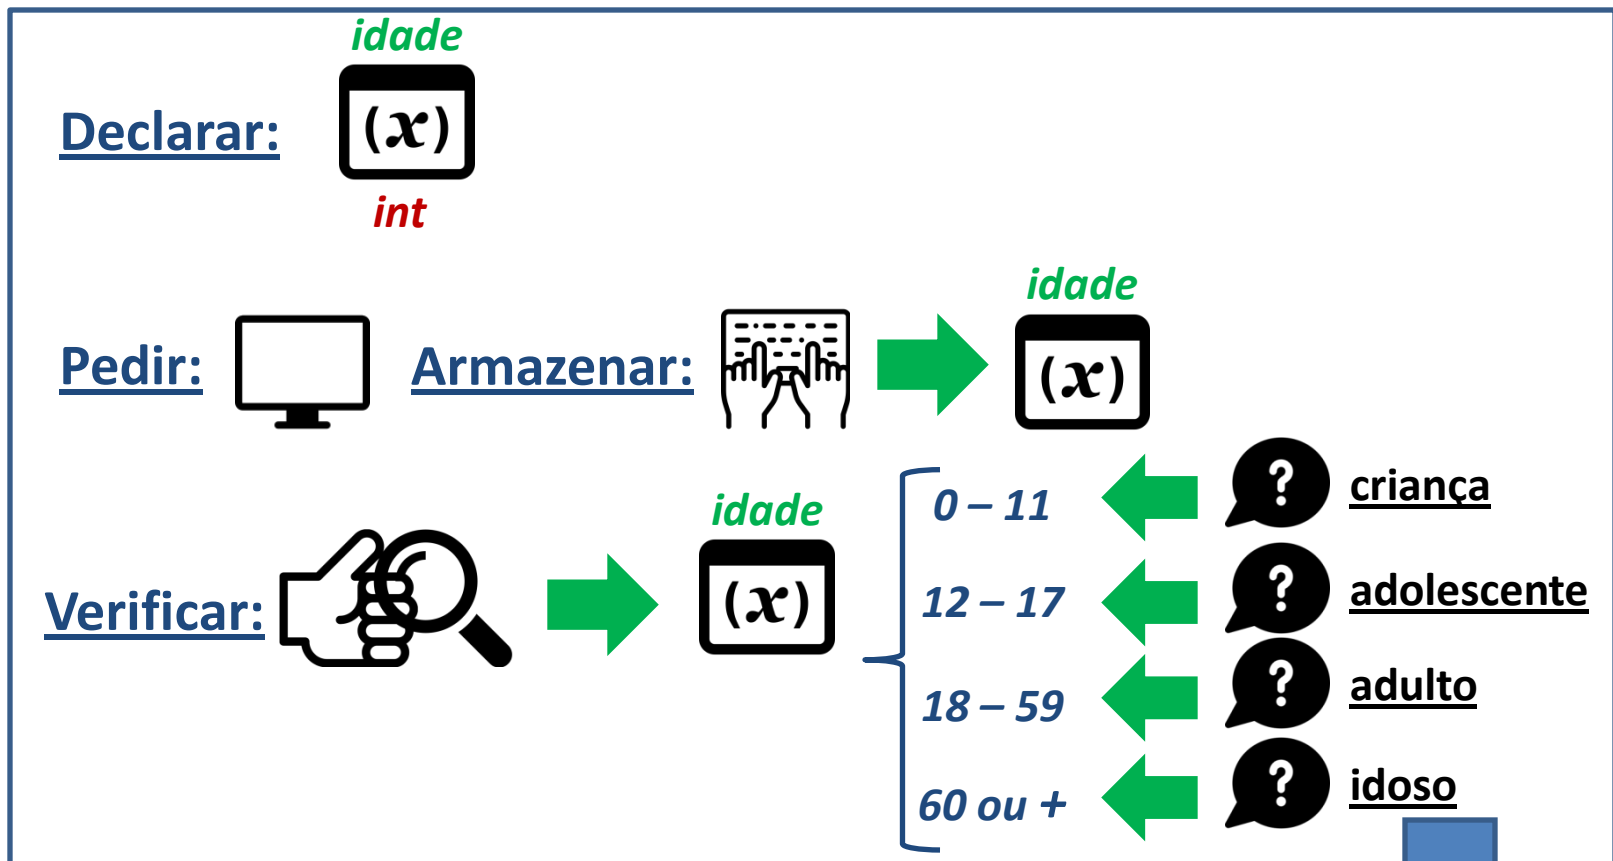 idade
(x)
Declarar:
int
idade
Pedir:
Armazenar:
(x)
idade
Verificar:
(x)
0 – 11
? criança
12 – 17
? adolescente
18 – 59
? adulto
60 ou +
? idoso